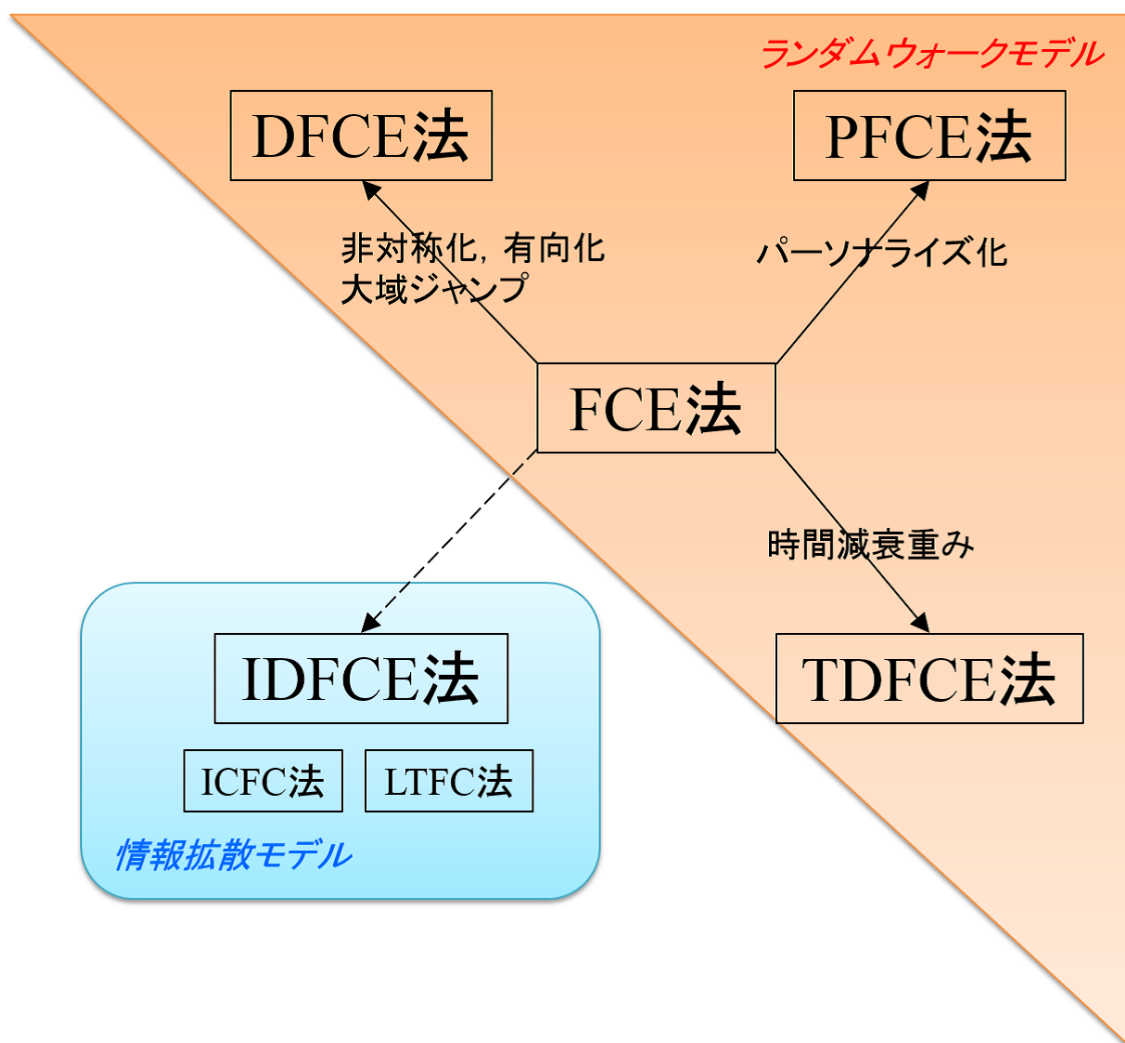 ランダムウォークモデル
DFCE法
PFCE法
非対称化，有向化
大域ジャンプ
パーソナライズ化
FCE法
時間減衰重み
IDFCE法
TDFCE法
ICFC法
LTFC法
情報拡散モデル